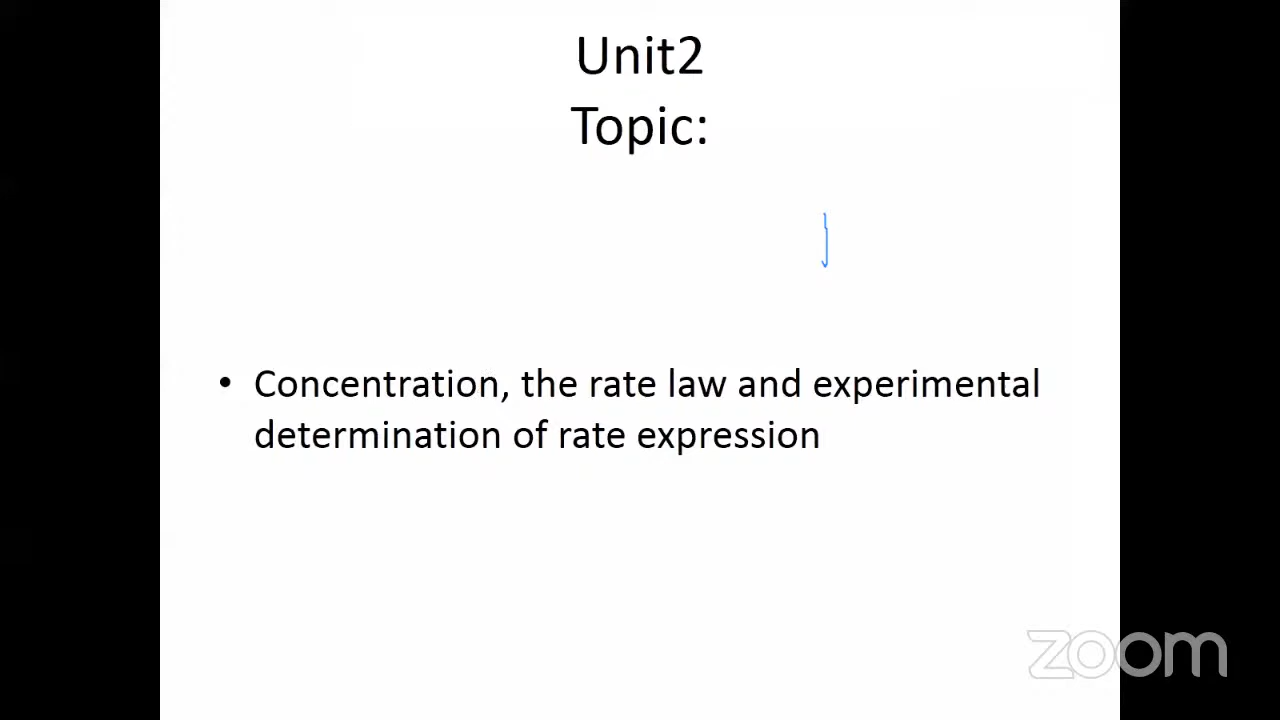 Unit2
Topic:
• Concentration, the rate law and experimental
determination of rate expression
zoom